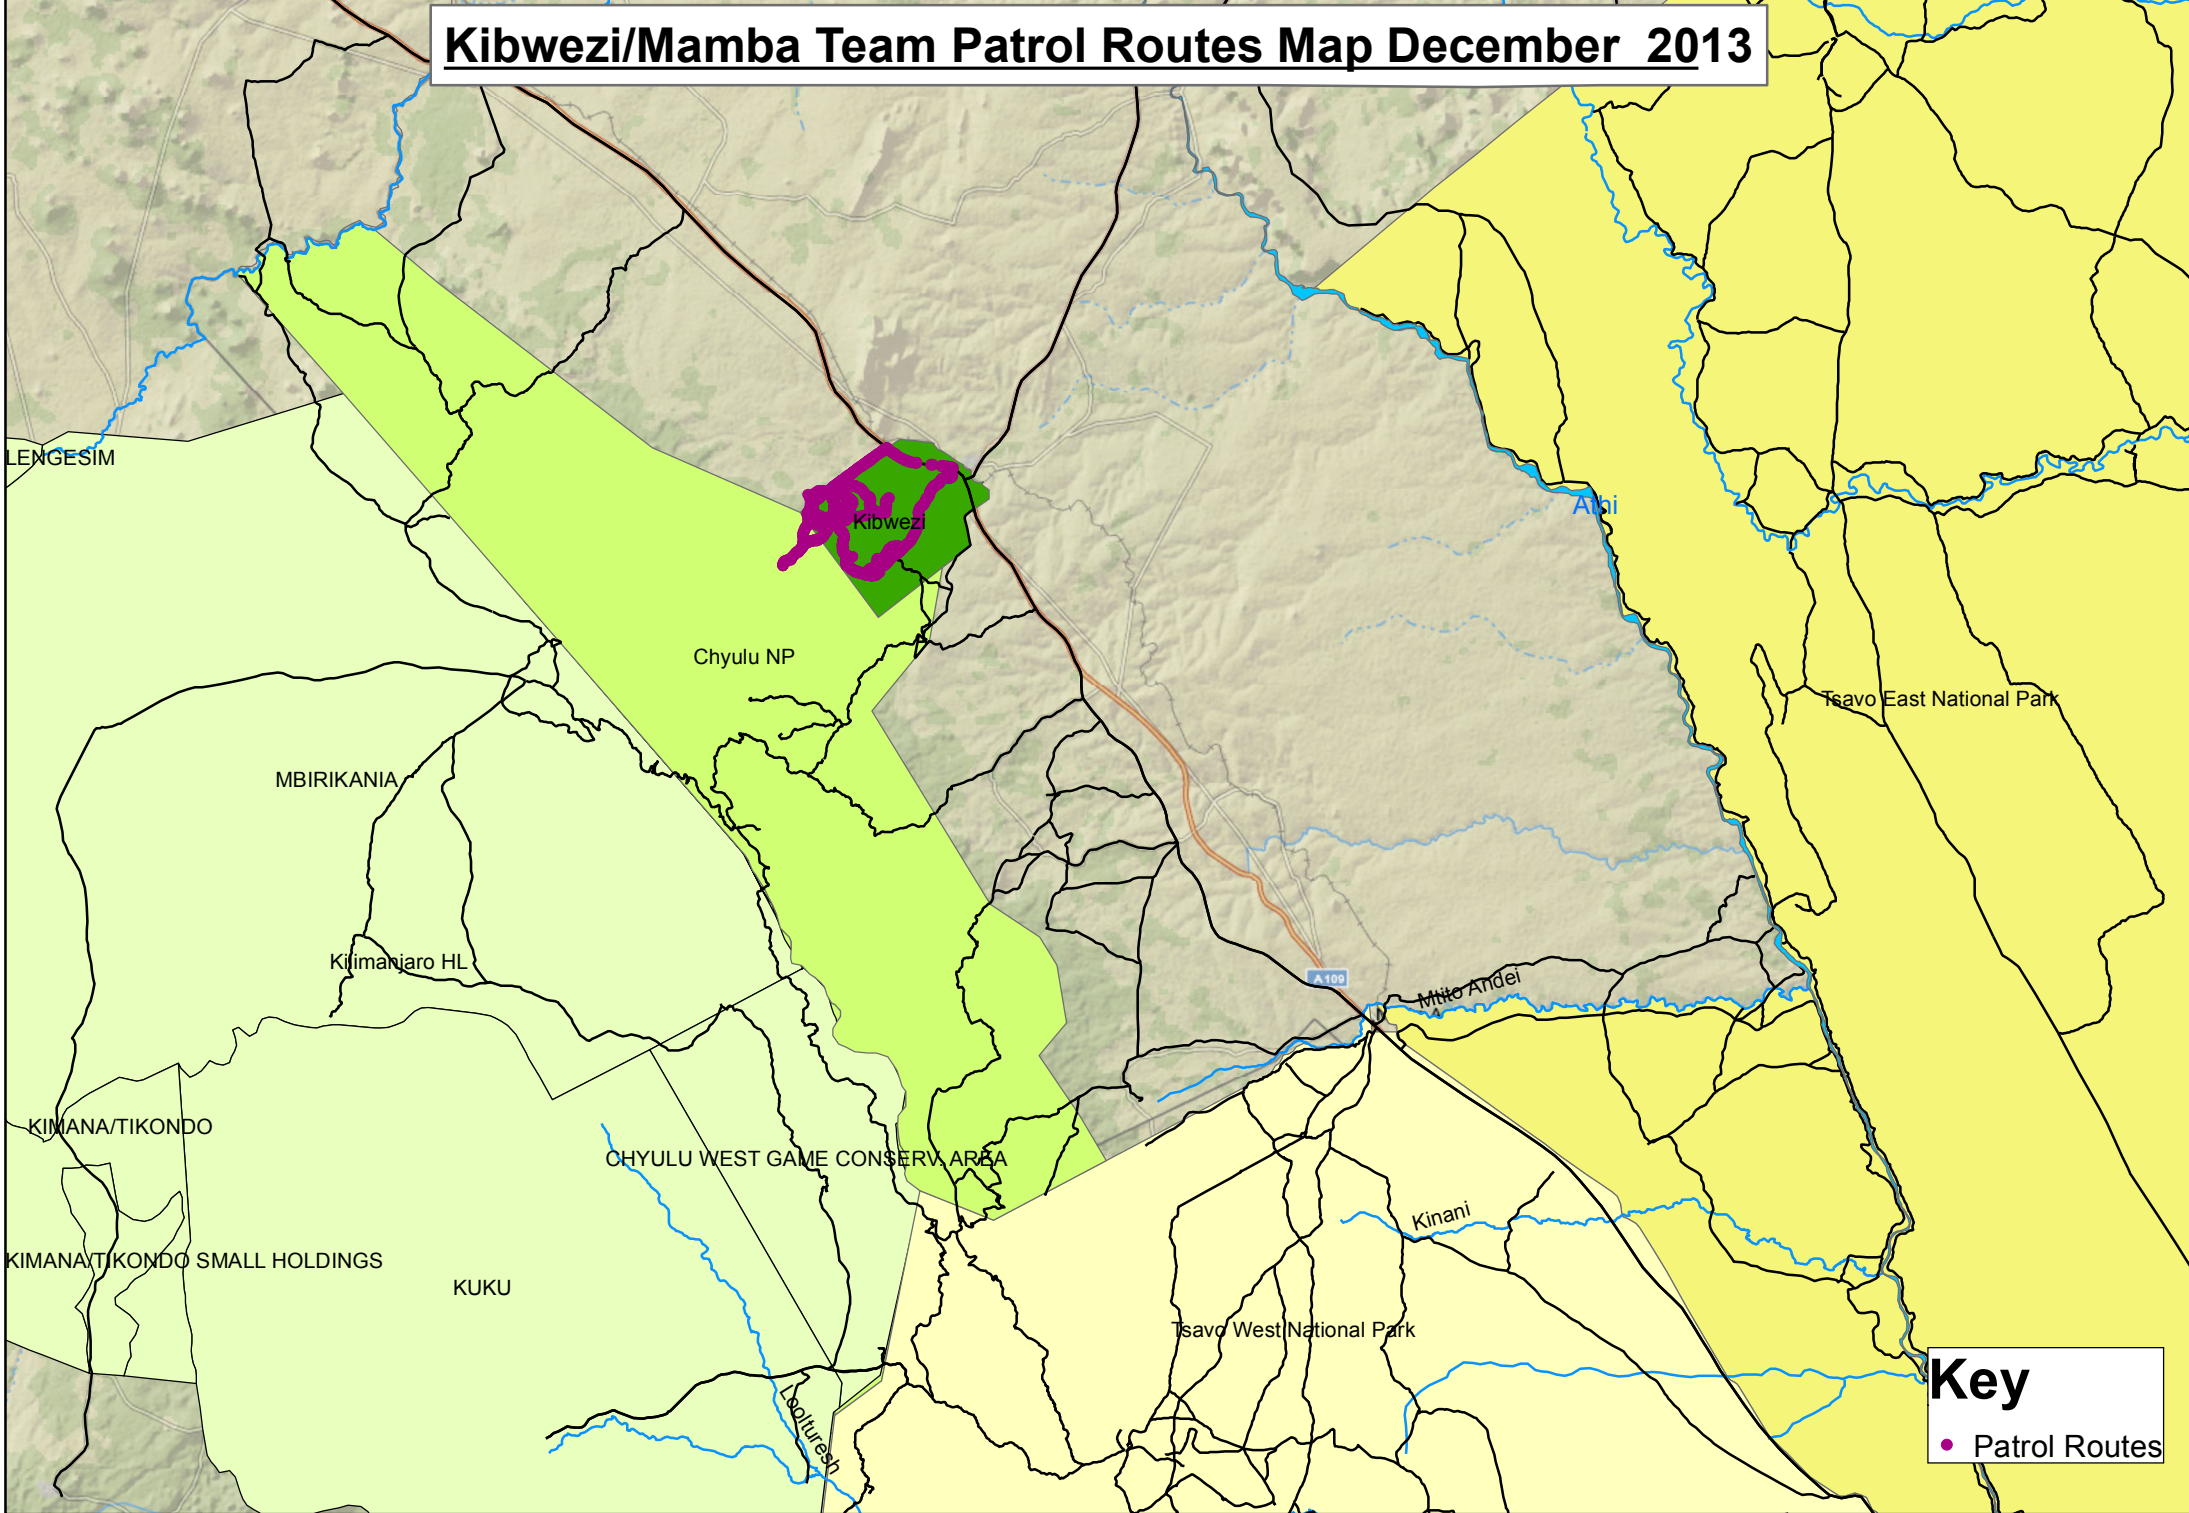 Kibwezi/Mamba Team Patrol Routes Map December 2013
LENGESIM
Athi
Kibwezi
Chyulu NP
Tsavo East National Park
MBIRIKANIA
Kilimanjaro HL
A109
Mtito Andei
KIMANA/TIKONDO
CHYULU WEST GAME CONSERV. AREA
Kinani
KIMANA/TIKONDO SMALL HOLDINGS
KUKU
Tsavo West National Park
Looituresh
Key
Patrol Routes